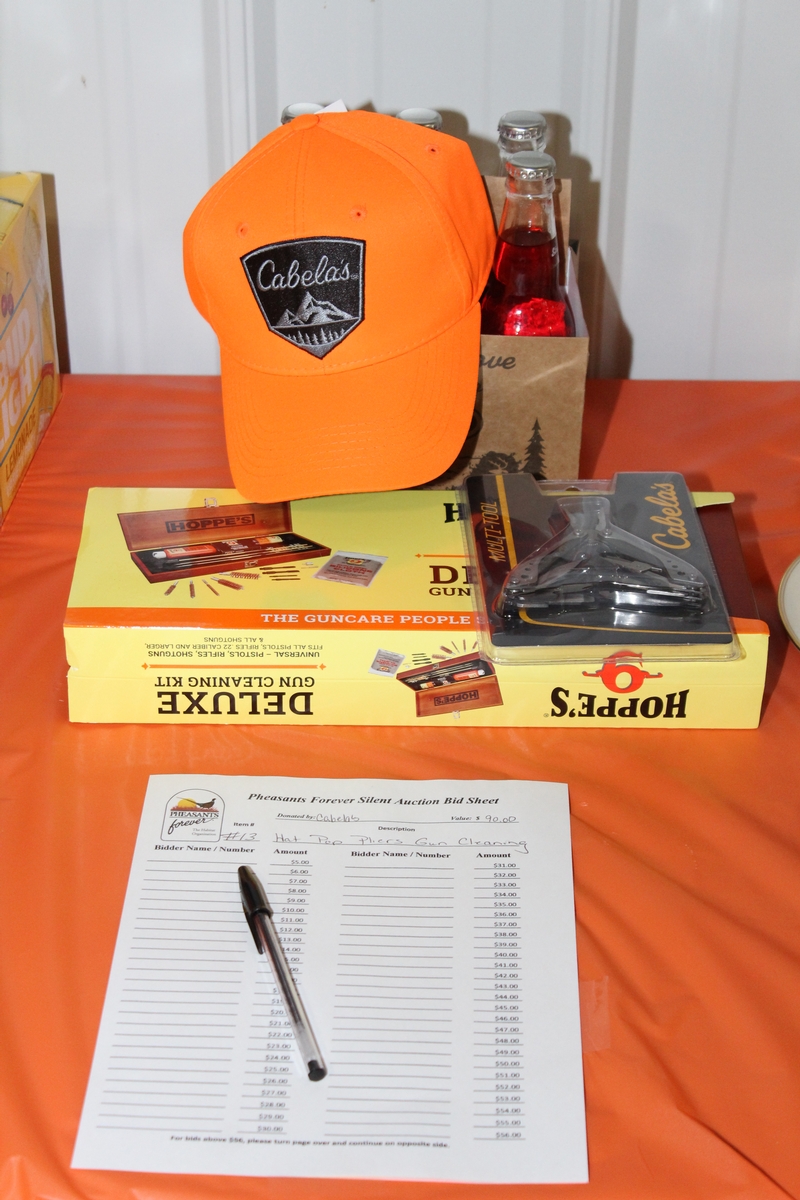 Cabela's
LEMONADE
HOPPE'S
MULTI-TOOL
Cabela's
THE GUNCARE PEOPLE
UNIVERSAL – PISTOLS, RIFLES, SHOTGUNS
FITS ALL PISTOLS, RIFLES .22 CALIBER AND LARGER,
& ALL SHOTGUNS
DELUXE
GUN CLEANING KIT
HOPPE'S
9
HOPPE'S
Pheasants Forever Silent Auction Bid Sheet
PHEASANTS
forever
Item #
#13
Donated by: Cabelas
Value: $ 90.00
Description
Hat Pop Pliers Gun Cleaning
Bidder Name / Number Amount Bidder Name / Number Amount
$5.00 $31.00
$6.00 $32.00
$7.00 $33.00
$8.00 $34.00
$9.00 $35.00
$10.00 $36.00
$11.00 $37.00
$12.00 $38.00
$13.00 $39.00
$40.00
$41.00
$42.00
$43.00
$44.00
$45.00
$46.00
$21.00 $47.00
$22.00 $48.00
$23.00 $49.00
$24.00 $50.00
$25.00 $51.00
$26.00 $52.00
$27.00 $53.00
$28.00 $54.00
$29.00 $55.00
$30.00 $56.00
For bids above $56, please turn page over and continue on opposite side.